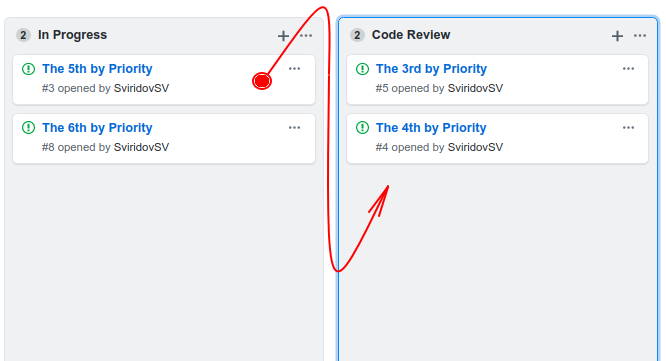 2 In Progress
The 5th by Priority
#3 opened by SviridovSV
The 6th by Priority
#8 opened by SviridovSV
2 Code Review
The 3rd by Priority
#5 opened by SviridovSV
The 4th by Priority
#4 opened by SviridovSV